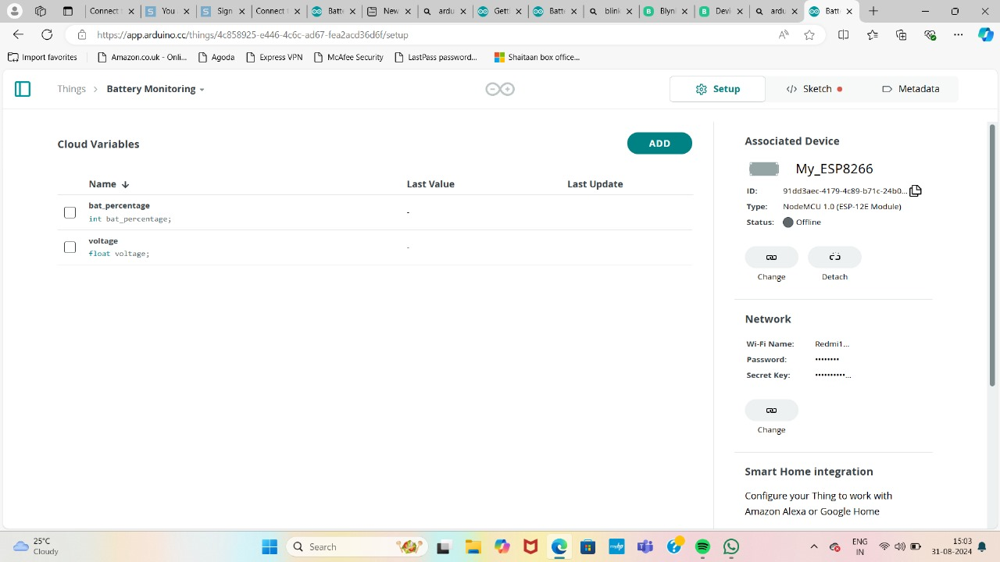 Connect t
You
Sign
Connect t
Batte
New
ardu
Gett
Batt
blink
Blyn
Devi
ardu
Batt
https://app.arduino.cc/things/4c858925-e446-4c6c-ad67-fea2acd36d6f/setup
Import favorites
Amazon.co.uk - Onli...
Agoda
Express VPN
McAfee Security
LastPass password...
Shaitaan box office...
Things > Battery Monitoring
Setup
</> Sketch
Metadata
Cloud Variables
ADD
Name
Last Value
Last Update
bat_percentage
int bat_percentage;
-
voltage
float voltage;
-
Associated Device
My_ESP8266
ID: 91dd3aec-4179-4c89-b71c-24b0...
Type: NodeMCU 1.0 (ESP-12E Module)
Status: Offline
Change
Detach
Network
Wi-Fi Name: Redmi1...
Password: ••••••••
Secret Key: ••••••••••...
Change
Smart Home integration
Configure your Thing to work with
Amazon Alexa or Google Home
25°C
Cloudy
Search
ENG
IN
15:03
31-08-2024